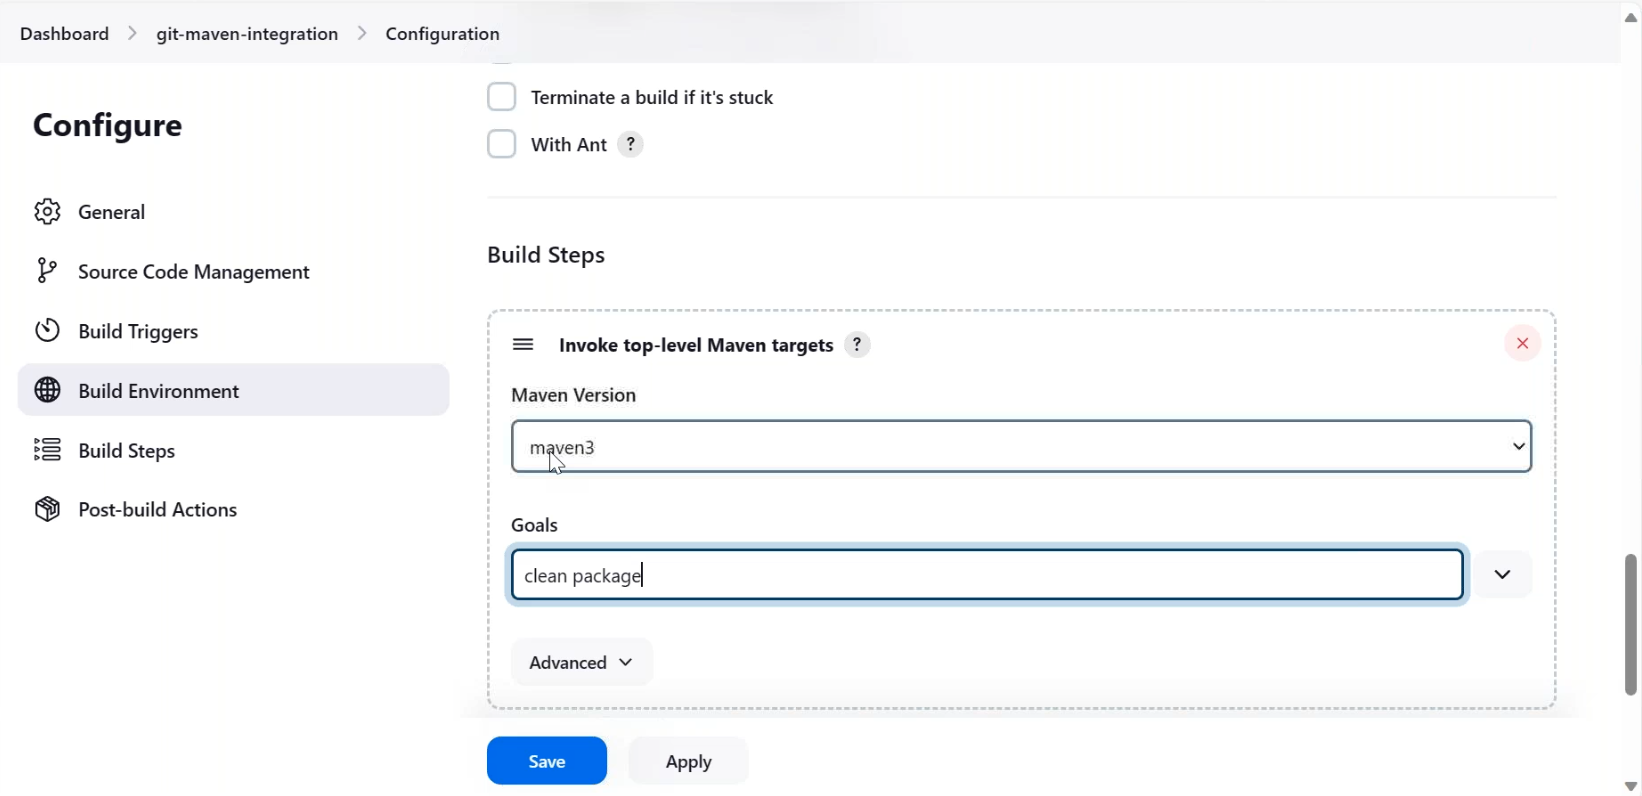 Dashboard > git-maven-integration > Configuration
Configure
General
Source Code Management
Build Triggers
Build Environment
Build Steps
Post-build Actions
Terminate a build if it's stuck
With Ant ?
Build Steps
Invoke top-level Maven targets ?
Maven Version
maven3
Goals
clean package
Advanced
Save
Apply